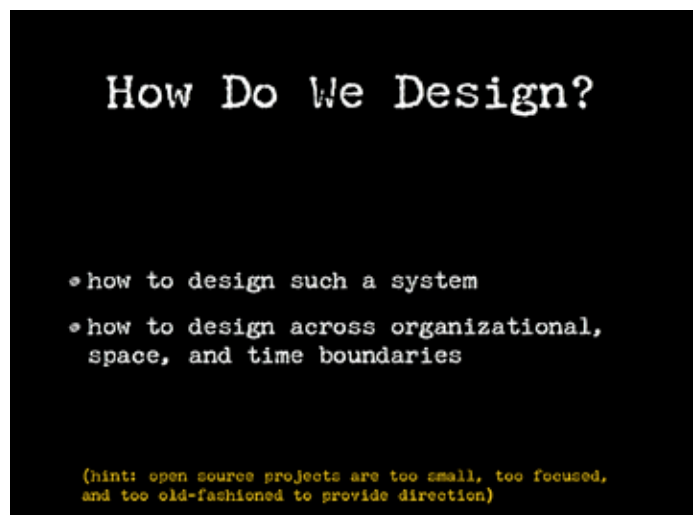 How Do We Design?
how to design such a system
how to design across organizational,
space, and time boundaries
(hint: open source projects are too small, too focused,
and too old-fashioned to provide direction)